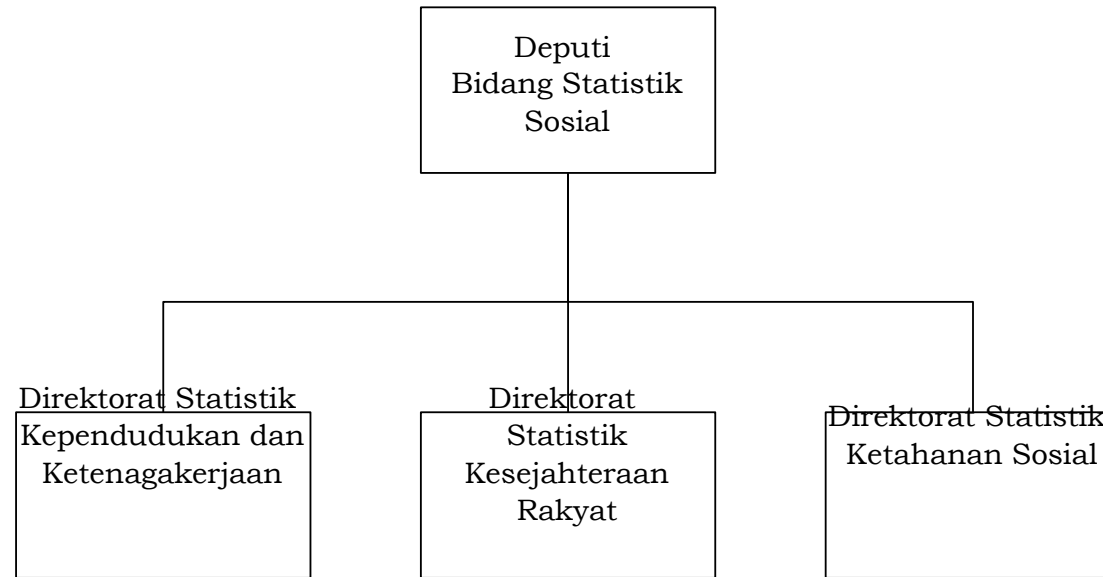 Deputi
Bidang Statistik
Sosial
Direktorat Statistik
Kependudukan dan
Ketenagakerjaan
Direktorat
Statistik
Kesejahteraan
Rakyat
Direktorat Statistik
Ketahanan Sosial